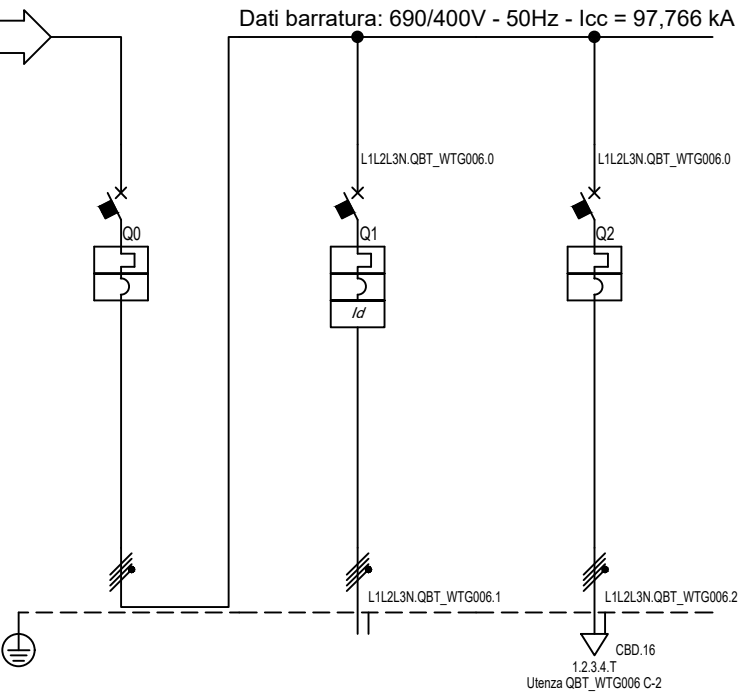 Dati barratura: 690/400V - 50Hz - Icc = 97,766 kA
L1L2L3N.QBT_WTG006.0
L1L2L3N.QBT_WTG006.0
Q0
Q1
Q2
Id
L1L2L3N.QBT_WTG006.1
L1L2L3N.QBT_WTG006.2
CBD.16
1.2.3.4.T
Utenza QBT_WTG006 C-2